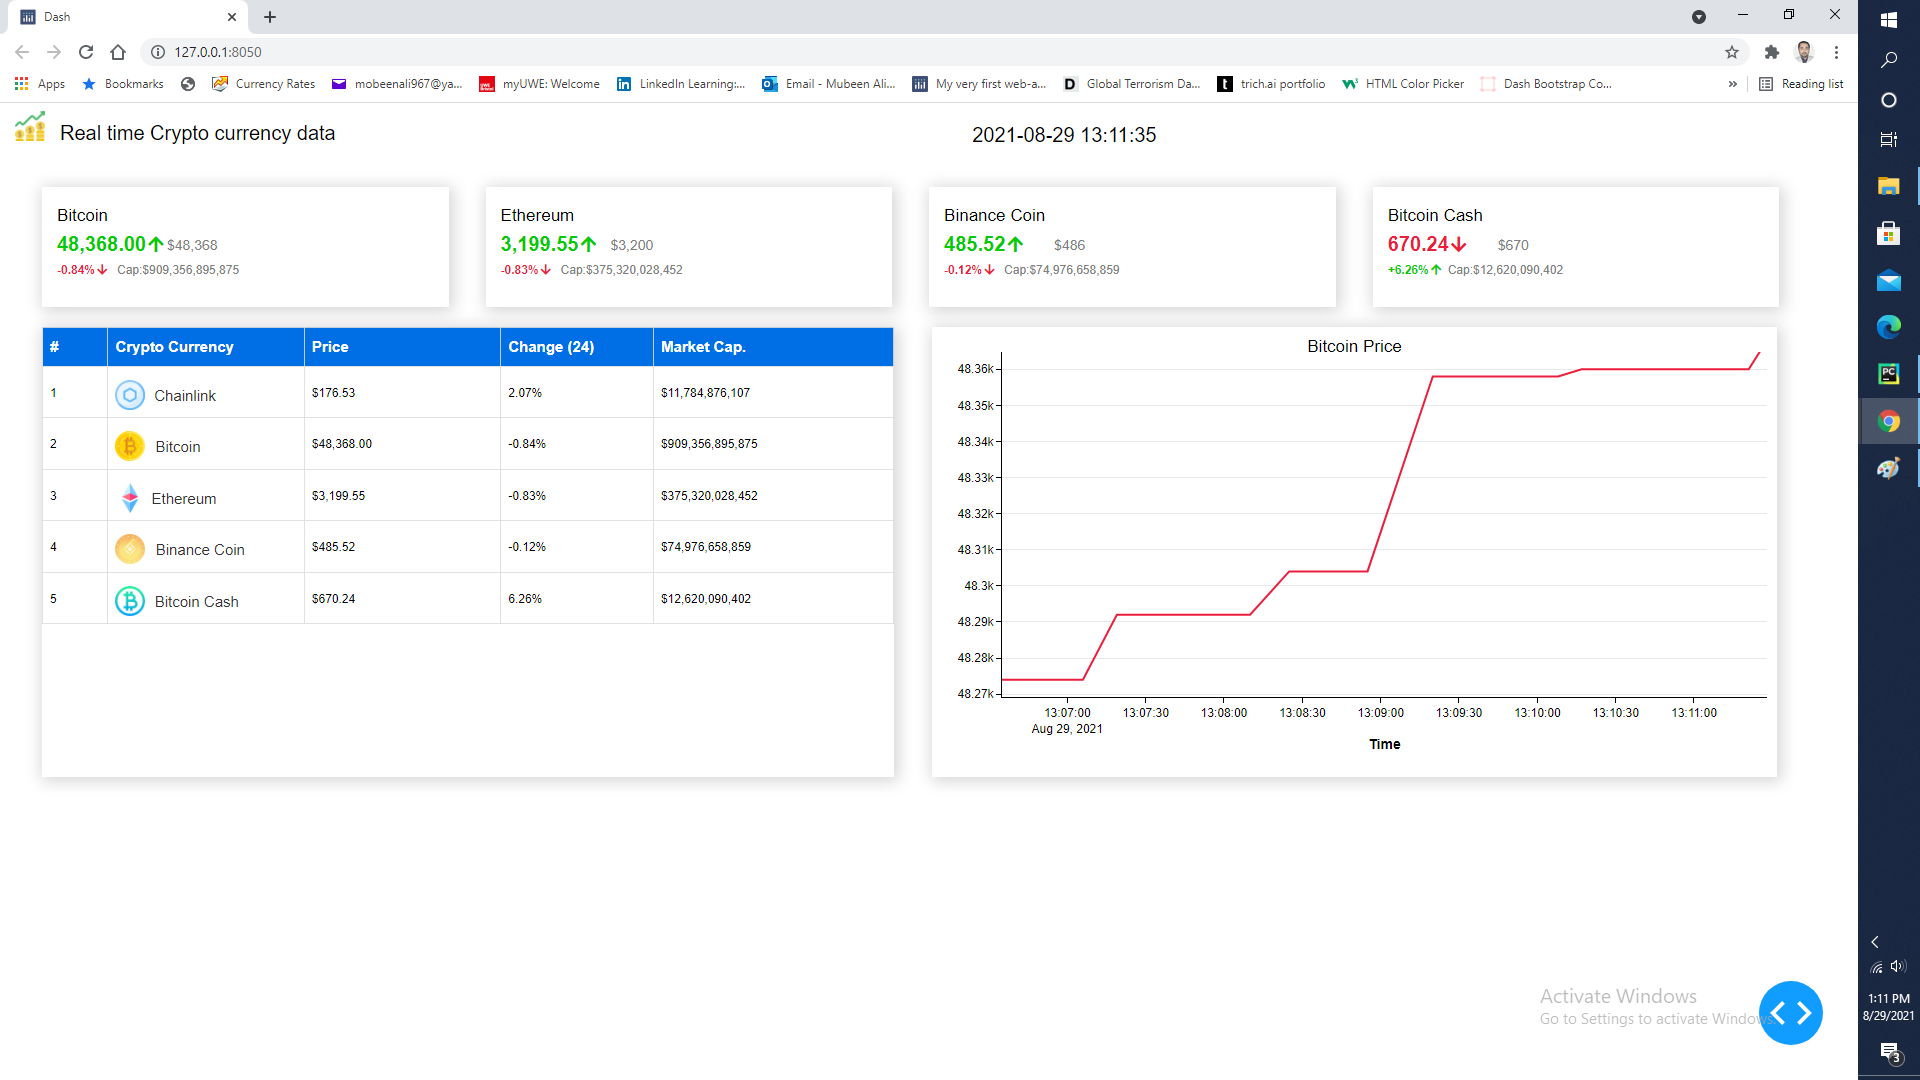 Dash
127.0.0.1:8050
Apps
Bookmarks
Currency Rates
mobeenali967@ya...
myUWE: Welcome
LinkedIn Learning:...
Email - Mubeen Ali...
My very first web-a...
Global Terrorism Da...
trich.ai portfolio
HTML Color Picker
Dash Bootstrap Co...
»
Reading list
Real time Crypto currency data
2021-08-29 13:11:35
Bitcoin
48,368.00 $48,368
-0.84% Cap:$909,356,895,875
Ethereum
3,199.55 $3,200
-0.83% Cap:$375,320,028,452
Binance Coin
485.52 $486
-0.12% Cap:$74,976,658,859
Bitcoin Cash
670.24 $670
+6.26% Cap:$12,620,090,402
# Crypto Currency Price Change (24) Market Cap.
1 Chainlink $176.53 2.07% $11,784,876,107
2 Bitcoin $48,368.00 -0.84% $909,356,895,875
3 Ethereum $3,199.55 -0.83% $375,320,028,452
4 Binance Coin $485.52 -0.12% $74,976,658,859
5 Bitcoin Cash $670.24 6.26% $12,620,090,402
Bitcoin Price
48.36k
48.35k
48.34k
48.33k
48.32k
48.31k
48.3k
48.29k
48.28k
48.27k
13:07:00 13:07:30 13:08:00 13:08:30 13:09:00 13:09:30 13:10:00 13:10:30 13:11:00
Aug 29, 2021
Time
Activate Windows
Go to Settings to activate Windows.
PC
1:11 PM
8/29/2021
3